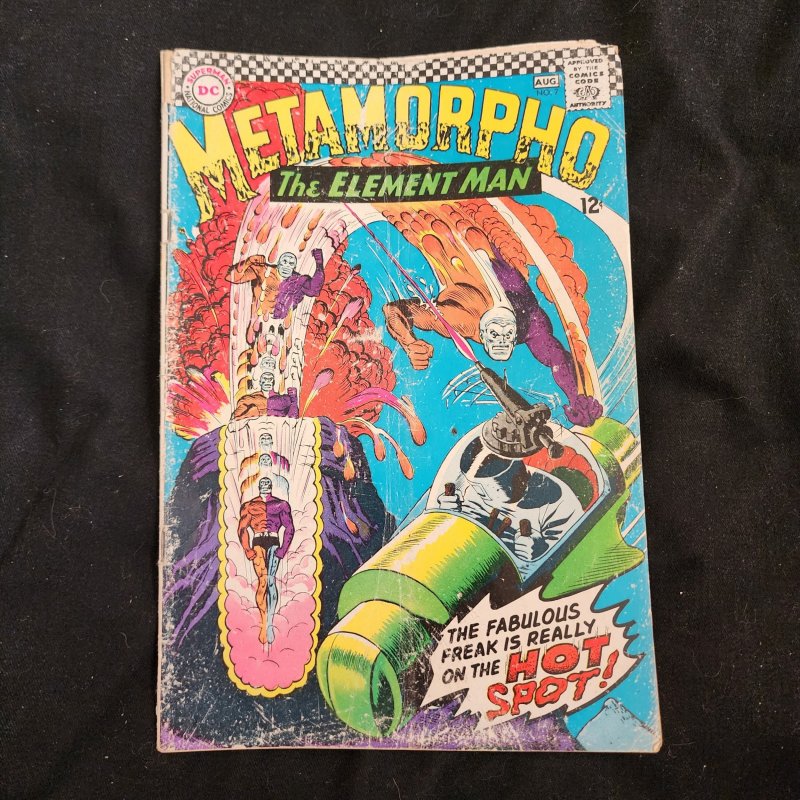 SUPERMAN
DC
NATIONAL COMICS
AUG.
NO. 7
APPROVED
BY THE
COMICS
CODE
AUTHORITY
METAMORPHO
THE ELEMENT MAN
12¢
THE FABULOUS
FREAK IS REALLY
ON THE HOT
SPOT!